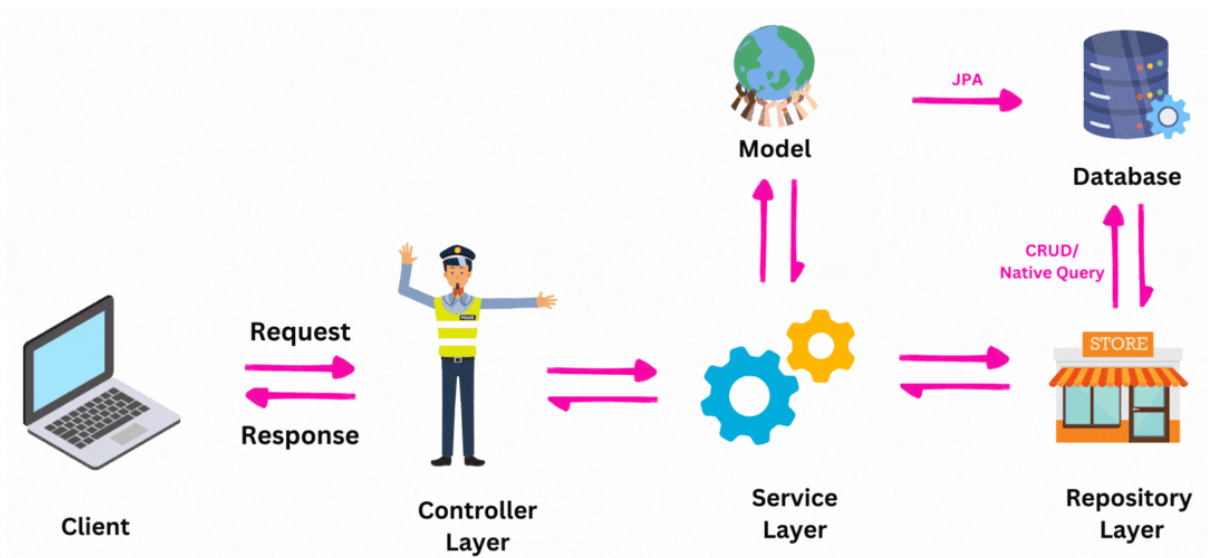 JPA
Model
Database
CRUD/
Native Query
Request
Response
STORE
POLICE
Client
Controller
Layer
Service
Layer
Repository
Layer